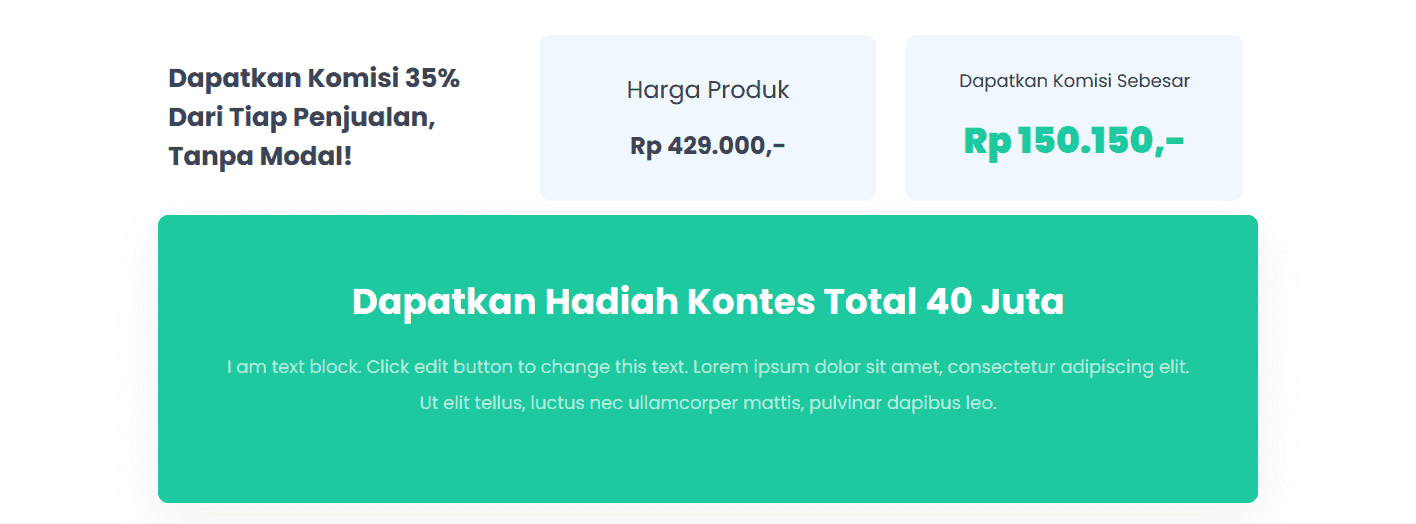 Dapatkan Komisi 35%
Dari Tiap Penjualan,
Tanpa Modal!
Harga Produk
Rp 429.000,-
Dapatkan Komisi Sebesar
Rp 150.150,-
Dapatkan Hadiah Kontes Total 40 Juta
I am text block. Click edit button to change this text. Lorem ipsum dolor sit amet, consectetur adipiscing elit.
Ut elit tellus, luctus nec ullamcorper mattis, pulvinar dapibus leo.